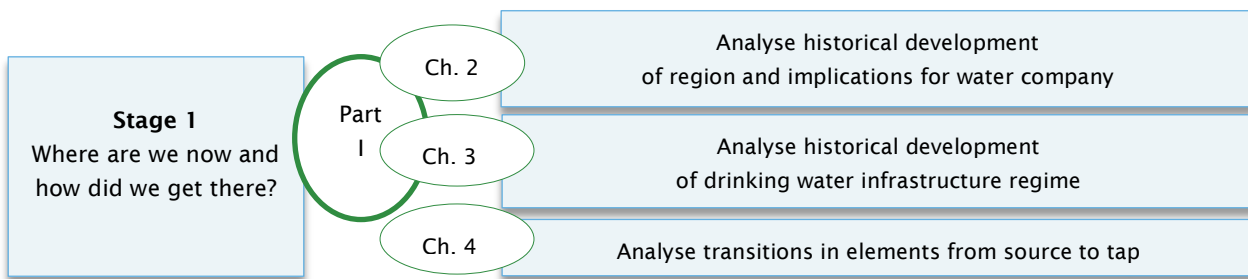 Stage 1
Where are we now and
how did we get there?
Part
I
Ch. 2
Analyse historical development
of region and implications for water company
Ch. 3
Analyse historical development
of drinking water infrastructure regime
Ch. 4
Analyse transitions in elements from source to tap